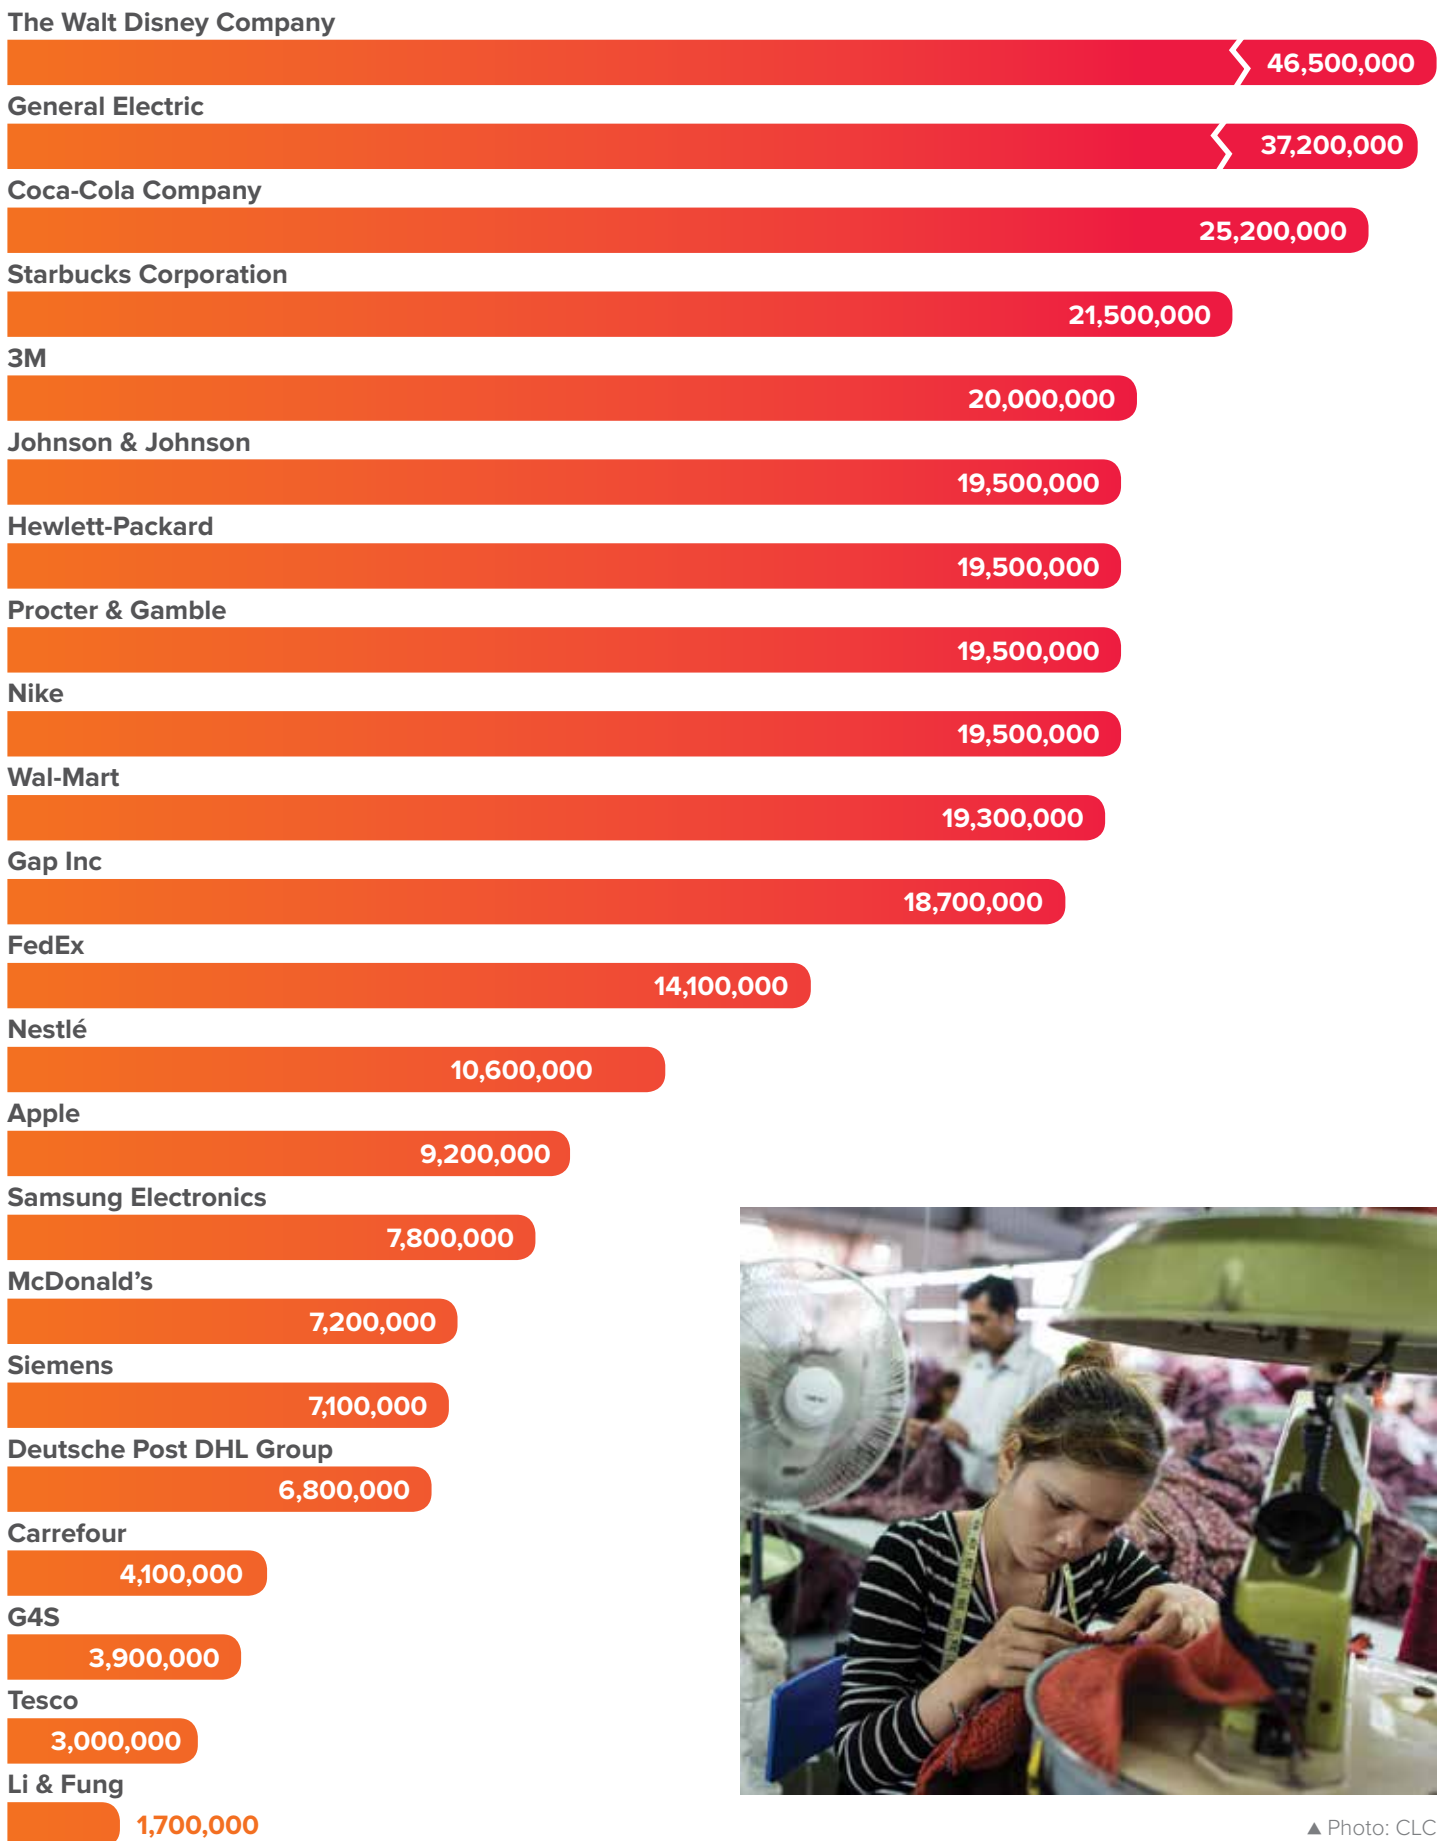 The Walt Disney Company
46,500,000
General Electric
37,200,000
Coca-Cola Company
25,200,000
Starbucks Corporation
21,500,000
3M
20,000,000
Johnson & Johnson
19,500,000
Hewlett-Packard
19,500,000
Procter & Gamble
19,500,000
Nike
19,500,000
Wal-Mart
19,300,000
Gap Inc
18,700,000
FedEx
14,100,000
Nestlé
10,600,000
Apple
9,200,000
Samsung Electronics
7,800,000
McDonald’s
7,200,000
Siemens
7,100,000
Deutsche Post DHL Group
6,800,000
Carrefour
4,100,000
G4S
3,900,000
Tesco
3,000,000
Li & Fung
1,700,000
▲ Photo: CLC